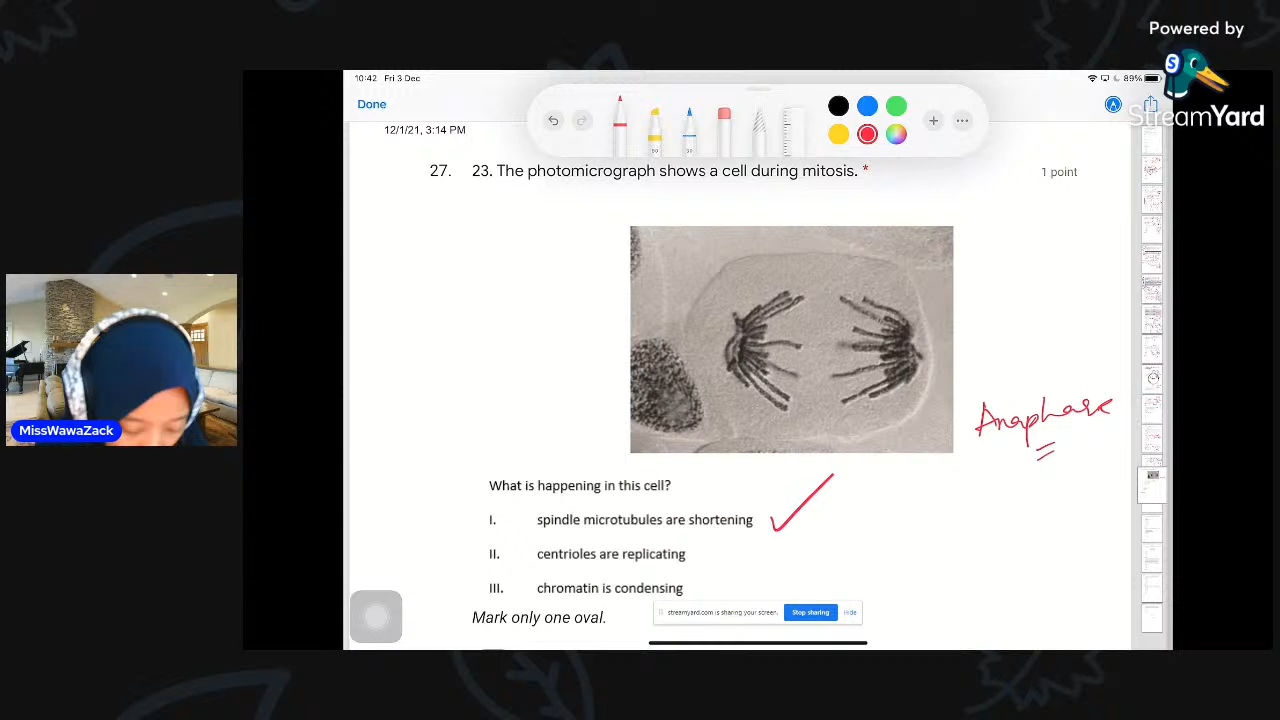 Powered by
StreamYard
10:42 Fri 3 Dec
89%
Done
12/1/21, 3:14 PM
27. 23. The photomicrograph shows a cell during mitosis. *
1 point
Anaphase
What is happening in this cell?
I. spindle microtubules are shortening
II. centrioles are replicating
III. chromatin is condensing
Mark only one oval.
streamyard.com is sharing your screen.
Stop sharing
Hide
MissWawaZack